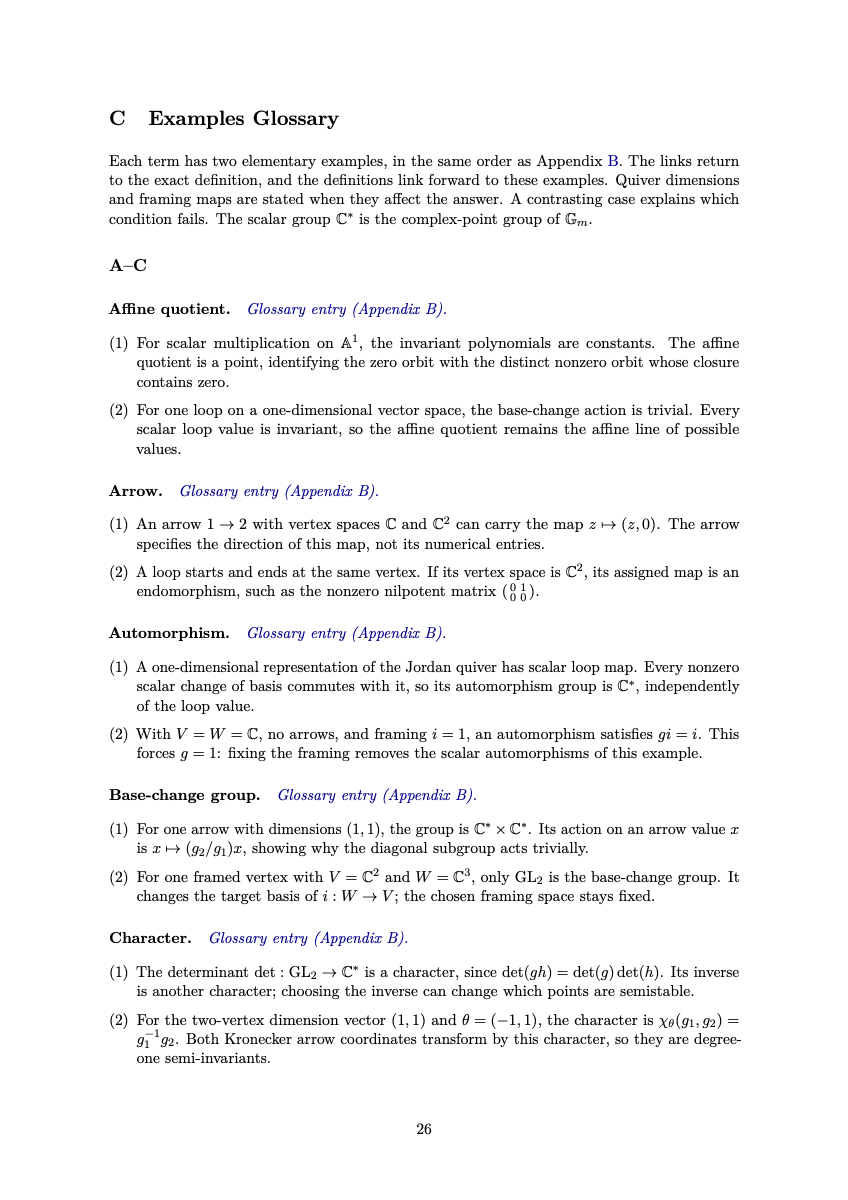 C Examples Glossary
Each term has two elementary examples, in the same order as Appendix B. The links return
to the exact definition, and the definitions link forward to these examples. Quiver dimensions
and framing maps are stated when they affect the answer. A contrasting case explains which
condition fails. The scalar group ℂ* is the complex-point group of 𝔾ₘ.
A–C
Affine quotient. Glossary entry (Appendix B).
(1) For scalar multiplication on 𝔸¹, the invariant polynomials are constants. The affine
quotient is a point, identifying the zero orbit with the distinct nonzero orbit whose closure
contains zero.
(2) For one loop on a one-dimensional vector space, the base-change action is trivial. Every
scalar loop value is invariant, so the affine quotient remains the affine line of possible
values.
Arrow. Glossary entry (Appendix B).
(1) An arrow 1 → 2 with vertex spaces ℂ and ℂ² can carry the map z ↦ (z, 0). The arrow
specifies the direction of this map, not its numerical entries.
(2) A loop starts and ends at the same vertex. If its vertex space is ℂ², its assigned map is an
endomorphism, such as the nonzero nilpotent matrix (0 1 0 0).
Automorphism. Glossary entry (Appendix B).
(1) A one-dimensional representation of the Jordan quiver has scalar loop map. Every nonzero
scalar change of basis commutes with it, so its automorphism group is ℂ*, independently
of the loop value.
(2) With V = W = ℂ, no arrows, and framing i = 1, an automorphism satisfies gi = i. This
forces g = 1: fixing the framing removes the scalar automorphisms of this example.
Base-change group. Glossary entry (Appendix B).
(1) For one arrow with dimensions (1, 1), the group is ℂ* × ℂ*. Its action on an arrow value x
is x ↦ (g₂/g₁)x, showing why the diagonal subgroup acts trivially.
(2) For one framed vertex with V = ℂ² and W = ℂ³, only GL₂ is the base-change group. It
changes the target basis of i : W → V; the chosen framing space stays fixed.
Character. Glossary entry (Appendix B).
(1) The determinant det : GL₂ → ℂ* is a character, since det(gh) = det(g) det(h). Its inverse
is another character; choosing the inverse can change which points are semistable.
(2) For the two-vertex dimension vector (1, 1) and θ = (−1, 1), the character is χ_θ(g₁, g₂) =
g₁⁻¹g₂. Both Kronecker arrow coordinates transform by this character, so they are degree-
one semi-invariants.
26